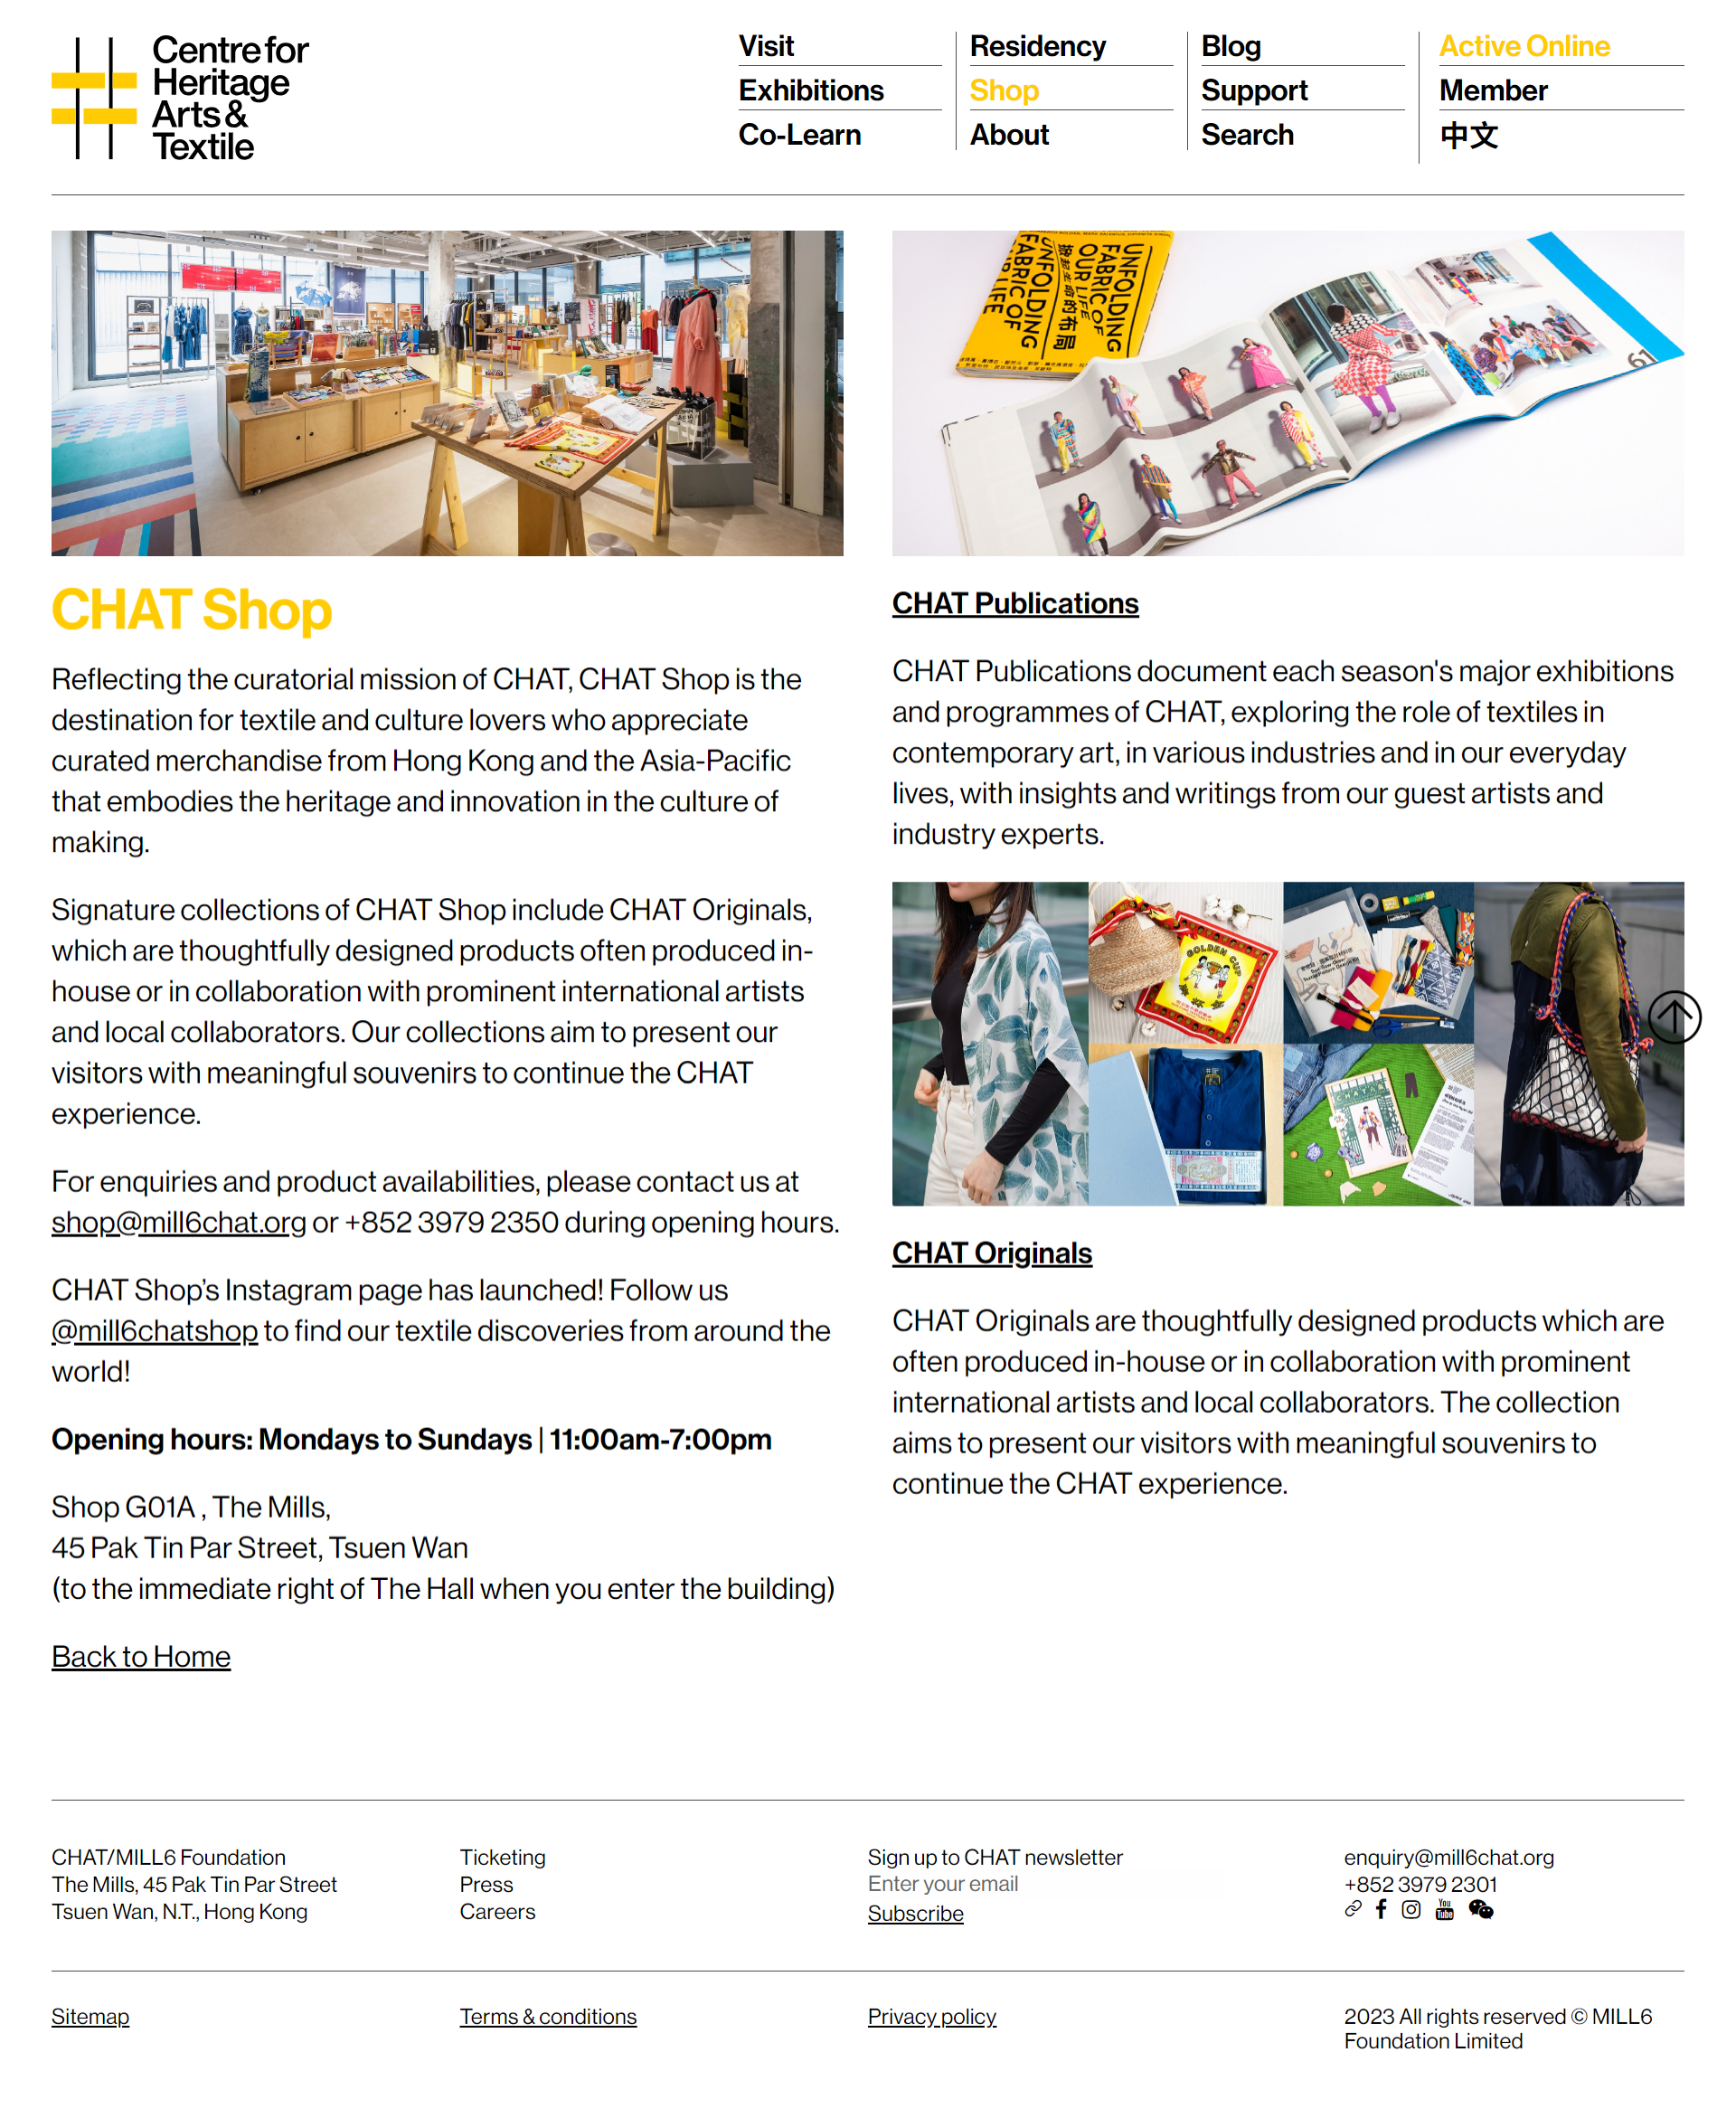 Centre for
Heritage
Arts &
Textile
Visit
Exhibitions
Co-Learn
Residency
Shop
About
Blog
Support
Search
Active Online
Member
中文
UNFOLDING
FABRIC OF
OUR LIFE
UNFOLDING
FABRIC OF
OUR LIFE
的布局
61
CHAT Shop
Reflecting the curatorial mission of CHAT, CHAT Shop is the
destination for textile and culture lovers who appreciate
curated merchandise from Hong Kong and the Asia-Pacific
that embodies the heritage and innovation in the culture of
making.
Signature collections of CHAT Shop include CHAT Originals,
which are thoughtfully designed products often produced in-
house or in collaboration with prominent international artists
and local collaborators. Our collections aim to present our
visitors with meaningful souvenirs to continue the CHAT
experience.
For enquiries and product availabilities, please contact us at
shop@mill6chat.org or +852 3979 2350 during opening hours.
CHAT Shop’s Instagram page has launched! Follow us
@mill6chatshop to find our textile discoveries from around the
world!
Opening hours: Mondays to Sundays | 11:00am-7:00pm
Shop G01A , The Mills,
45 Pak Tin Par Street, Tsuen Wan
(to the immediate right of The Hall when you enter the building)
Back to Home
CHAT Publications
CHAT Publications document each season's major exhibitions
and programmes of CHAT, exploring the role of textiles in
contemporary art, in various industries and in our everyday
lives, with insights and writings from our guest artists and
industry experts.
GOLDEN CUP
CHAT Originals
CHAT Originals are thoughtfully designed products which are
often produced in-house or in collaboration with prominent
international artists and local collaborators. The collection
aims to present our visitors with meaningful souvenirs to
continue the CHAT experience.
CHAT/MILL6 Foundation
The Mills, 45 Pak Tin Par Street
Tsuen Wan, N.T., Hong Kong
Ticketing
Press
Careers
Sign up to CHAT newsletter
Enter your email
Subscribe
enquiry@mill6chat.org
+852 3979 2301
You
Tube
Sitemap
Terms & conditions
Privacy policy
2023 All rights reserved © MILL6
Foundation Limited